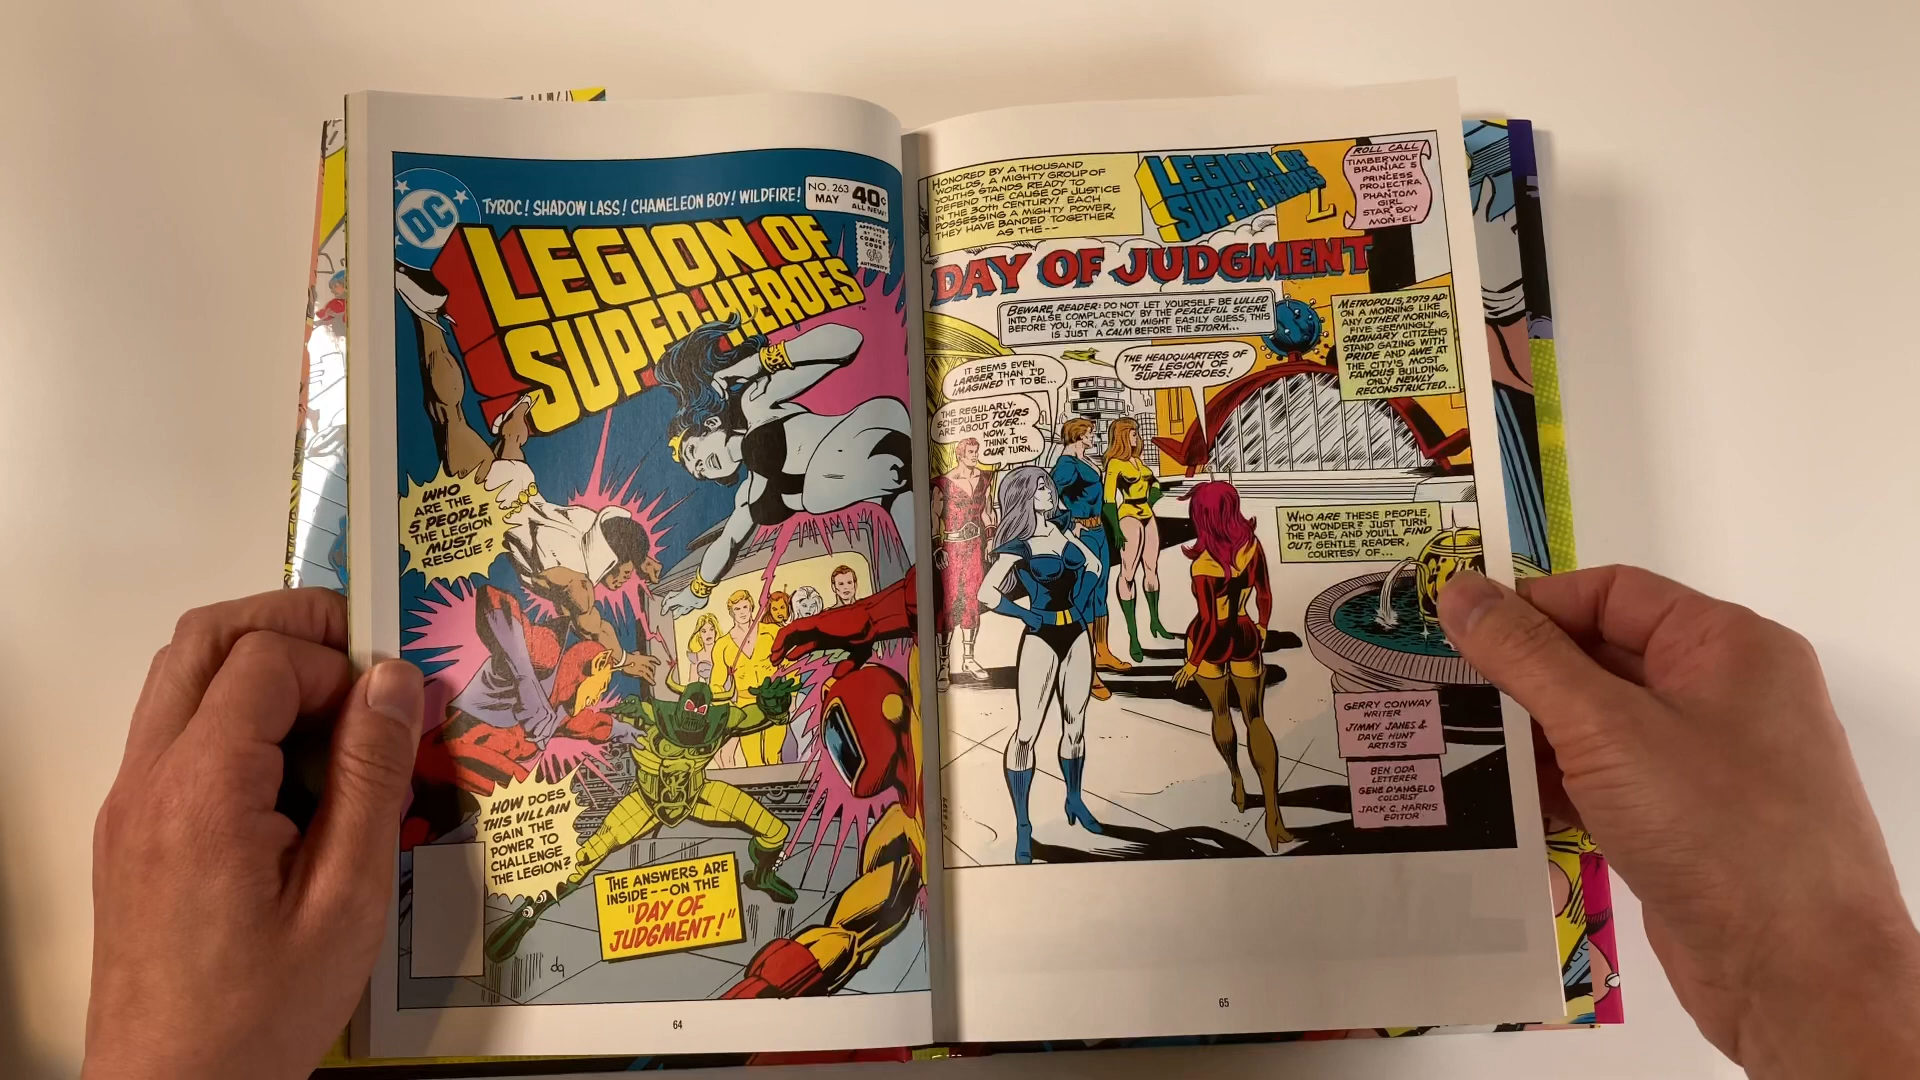 TYROC! SHADOW LASS! CHAMELEON BOY! WILDFIRE!
NO. 263
MAY
40¢
ALL NEW!
DC
APPROVED
BY THE
COMICS
CODE
AUTHORITY
LEGION OF
SUPER-HEROES
WHO
ARE THE
5 PEOPLE
THE LEGION
MUST
RESCUE?
HOW DOES
THIS VILLAIN
GAIN THE
POWER TO
CHALLENGE
THE LEGION?
THE ANSWERS ARE
INSIDE--ON THE
"DAY OF
JUDGMENT!"
dg
64
HONORED BY A THOUSAND
WORLDS, A MIGHTY GROUP OF
YOUTHS STANDS READY TO
DEFEND THE CAUSE OF JUSTICE
IN THE 30TH CENTURY! EACH
POSSESSING A MIGHTY POWER,
THEY HAVE BANDED TOGETHER
AS THE--
LEGION OF
SUPER-HEROES
L
ROLL CALL
TIMBERWOLF
BRAINIAC 5
PRINCESS
PROJECTRA
PHANTOM
GIRL
STAR BOY
MON-EL
DAY OF JUDGMENT
BEWARE, READER: DO NOT LET YOURSELF BE LULLED
INTO FALSE COMPLACENCY BY THE PEACEFUL SCENE
BEFORE YOU, FOR, AS YOU MIGHT EASILY GUESS, THIS
IS JUST A CALM BEFORE THE STORM...
METROPOLIS, 2979 AD:
ON A MORNING LIKE
ANY OTHER MORNING,
FIVE SEEMINGLY
ORDINARY CITIZENS
STAND GAZING WITH
PRIDE AND AWE AT
THE CITY'S MOST
FAMOUS BUILDING,
ONLY NEWLY
RECONSTRUCTED...
IT SEEMS EVEN
LARGER THAN I'D
IMAGINED IT TO BE...
THE HEADQUARTERS OF
THE LEGION OF
SUPER-HEROES!
THE REGULARLY-
SCHEDULED TOURS
ARE ABOUT OVER...
NOW, I
THINK IT'S
OUR TURN...
WHO ARE THESE PEOPLE,
YOU WONDER? JUST TURN
THE PAGE, AND YOU'LL FIND
OUT, GENTLE READER,
COURTESY OF...
GERRY CONWAY
WRITER
JIMMY JANES &
DAVE HUNT
ARTISTS
BEN ODA
LETTERER
GENE D'ANGELO
COLORIST
JACK C. HARRIS
EDITOR
65